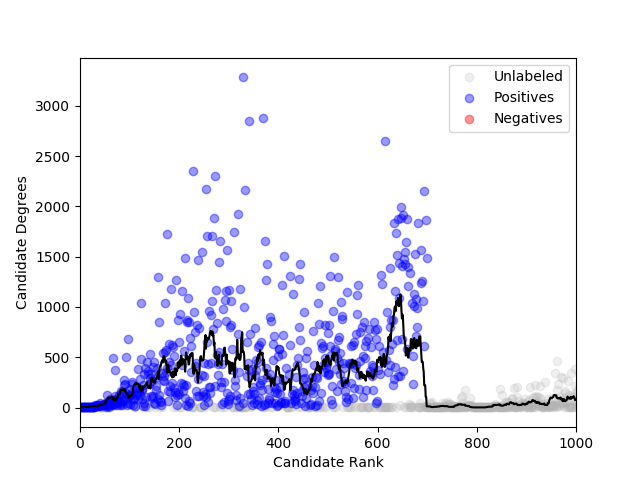 Unlabeled
Positives
Negatives
3000
2500
2000
1500
1000
500
0
Candidate Degrees
0 200 400 600 800 1000
Candidate Rank